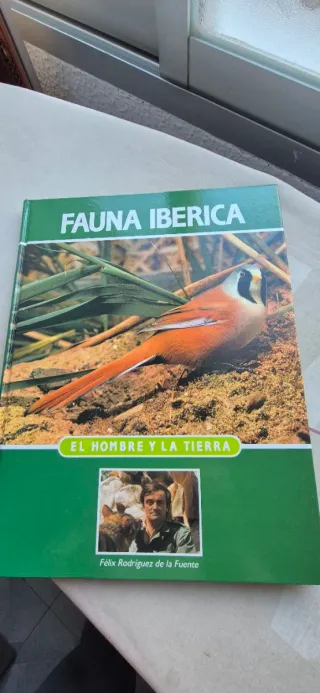 FAUNA IBERICA
EL HOMBRE Y LA TIERRA
Félix Rodríguez de la Fuente